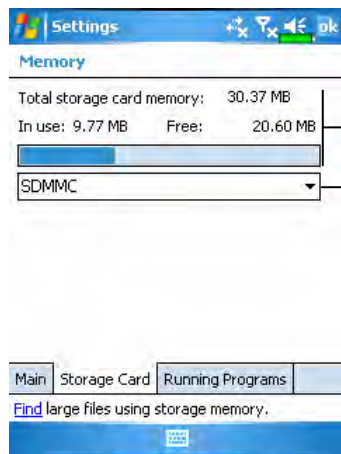 Settings ok
Memory
Total storage card memory: 30.37 MB
In use: 9.77 MB Free: 20.60 MB
SDMMC
Main Storage Card Running Programs
Find large files using storage memory.